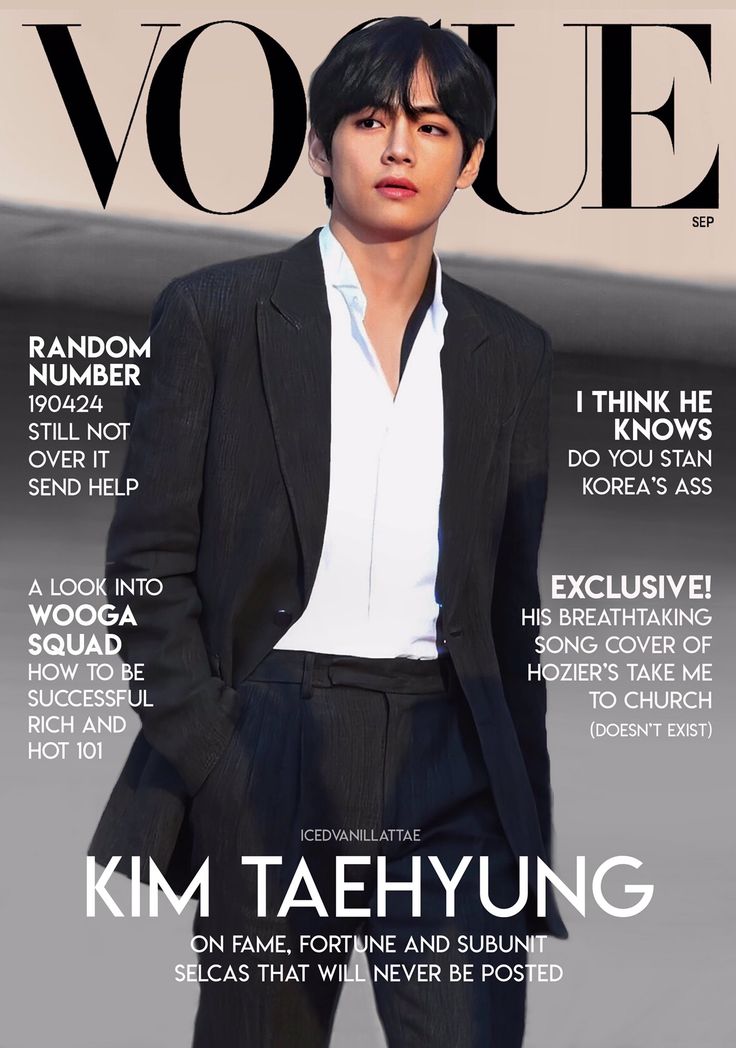 VOGUE
SEP
RANDOM
NUMBER
190424
STILL NOT
OVER IT
SEND HELP
I THINK HE
KNOWS
DO YOU STAN
KOREA'S ASS
A LOOK INTO
WOOGA
SQUAD
HOW TO BE
SUCCESSFUL
RICH AND
HOT 101
EXCLUSIVE!
HIS BREATHTAKING
SONG COVER OF
HOZIER'S TAKE ME
TO CHURCH
(DOESN'T EXIST)
ICEDVANILLATTAE
KIM TAEHYUNG
ON FAME, FORTUNE AND SUBUNIT
SELCAS THAT WILL NEVER BE POSTED